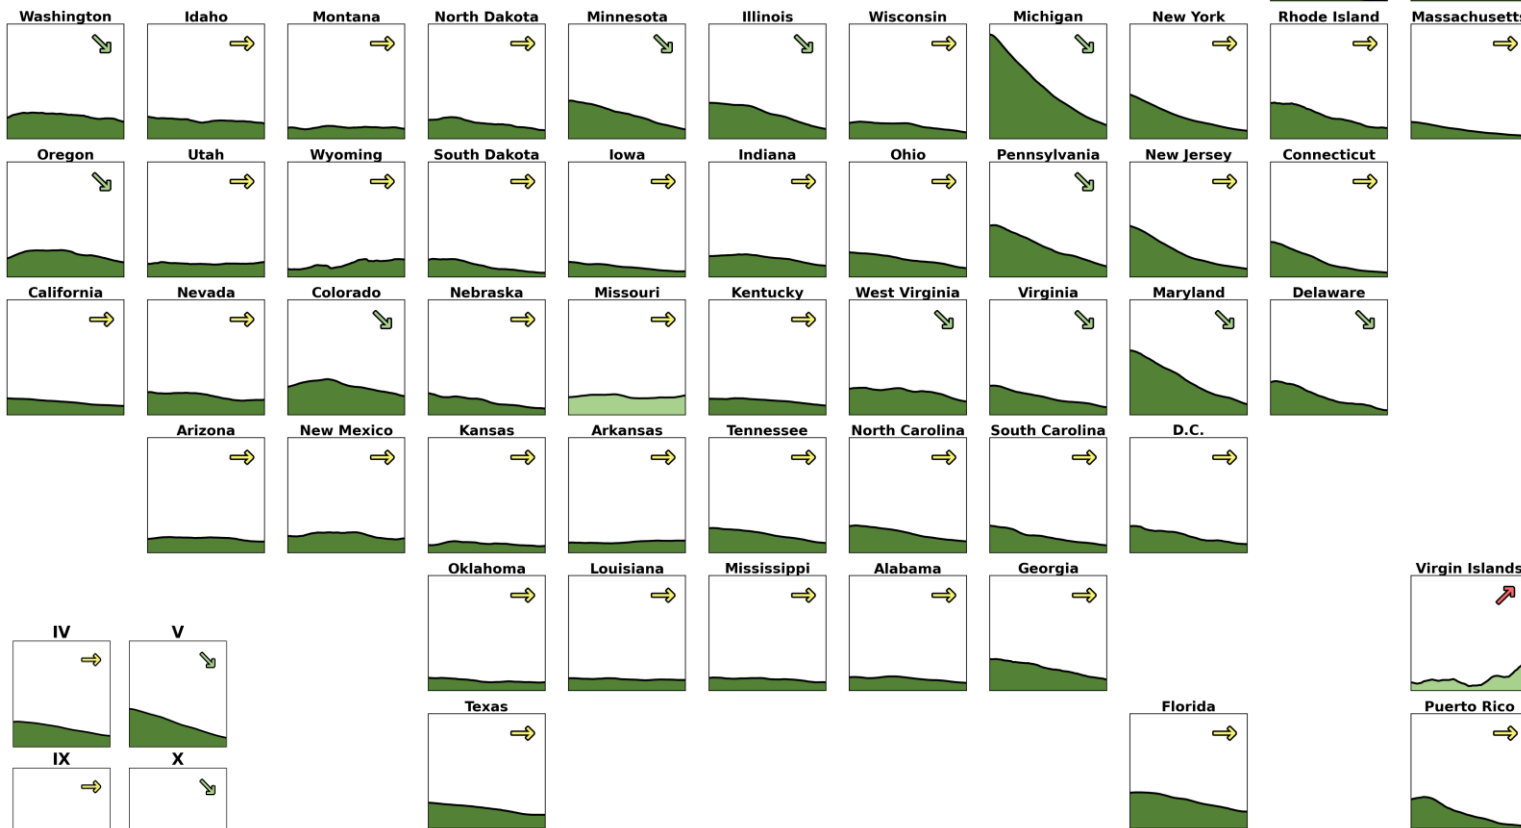 Washington Idaho Montana North Dakota Minnesota Illinois Wisconsin Michigan New York Rhode Island Massachusetts
Oregon Utah Wyoming South Dakota Iowa Indiana Ohio Pennsylvania New Jersey Connecticut
California Nevada Colorado Nebraska Missouri Kentucky West Virginia Virginia Maryland Delaware
Arizona New Mexico Kansas Arkansas Tennessee North Carolina South Carolina D.C.
Oklahoma Louisiana Mississippi Alabama Georgia Virgin Islands
IV V
Texas Florida Puerto Rico
IX X